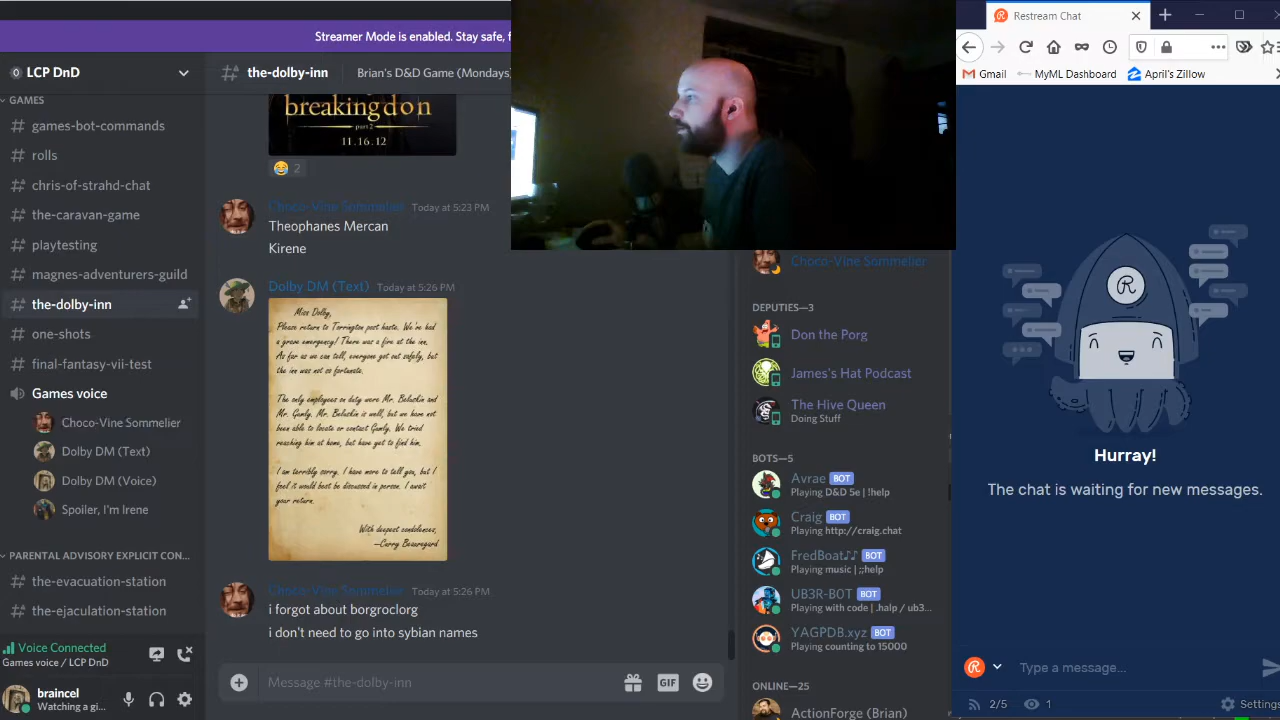 Streamer Mode is enabled. Stay safe, f
LCP DnD
GAMES
# games-bot-commands
# rolls
# chris-of-strahd-chat
# the-caravan-game
# playtesting
# magnes-adventurers-guild
# the-dolby-inn
# one-shots
# final-fantasy-vii-test
Games voice
Choco-Vine Sommelier
Dolby DM (Text)
Dolby DM (Voice)
Spoiler, I'm Irene
PARENTAL ADVISORY EXPLICIT CON...
# the-evacuation-station
# the-ejaculation-station
Voice Connected
Games voice / LCP DnD
braincel
Watching a gi...
the-dolby-inn
Brian's D&D Game (Mondays)
breaking don
part 2
11.16.12
2
Choco-Vine Sommelier Today at 5:23 PM
Theophanes Mercan
Kirene
Dolby DM (Text) Today at 5:26 PM
Miss Dolby,
Please return to Torrington post haste. We've had
a grave emergency! There was a fire at the inn.
As far as we can tell, everyone got out safely, but
the inn was not so fortunate.
The only employees on duty were Mr. Beluskin and
Mr. Gumly. Mr. Beluskin is well, but we have not
been able to locate or contact Gumly. We tried
reaching him at home, but have yet to find him.
I am terribly sorry. I have more to tell you, but I
feel it would best be discussed in person. I await
your return.
With deepest condolences,
—Curry Beauregard
Choco-Vine Sommelier Today at 5:26 PM
i forgot about borgroclorg
i don't need to go into sybian names
Message #the-dolby-inn
GIF
Choco-Vine Sommelier
DEPUTIES—3
Don the Porg
James's Hat Podcast
The Hive Queen
Doing Stuff
BOTS—5
Avrae BOT
Playing D&D 5e | !help
Craig BOT
Playing http://craig.chat
FredBoat♪♪ BOT
Playing music | ;;help
UB3R-BOT BOT
Playing with code | .halp / ub3...
YAGPDB.xyz BOT
Playing counting to 15000
ONLINE—25
ActionForge (Brian)
Restream Chat
Gmail
MyML Dashboard
April's Zillow
Hurray!
The chat is waiting for new messages.
Type a message...
2/5
1
Settings